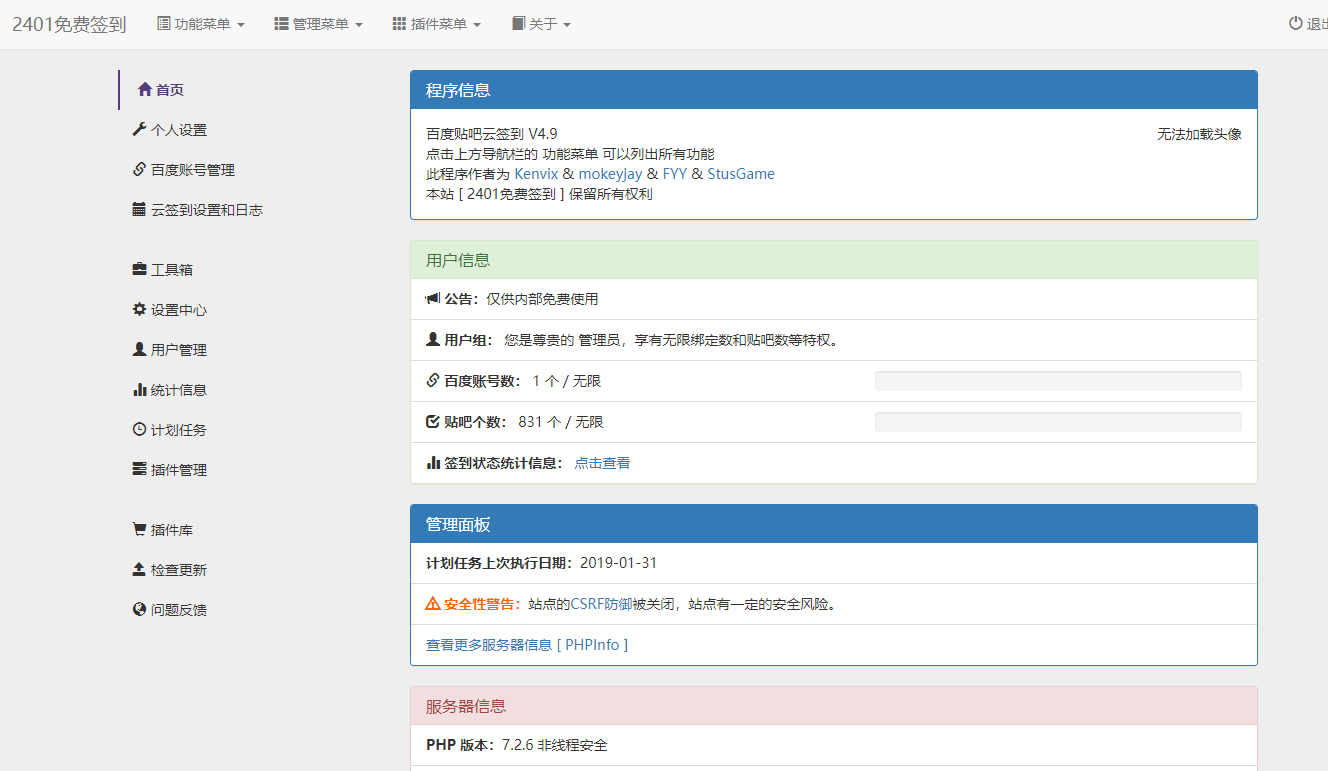 2401免费签到 功能菜单 管理菜单 插件菜单 关于 退出
首页
个人设置
百度账号管理
云签到设置和日志
工具箱
设置中心
用户管理
统计信息
计划任务
插件管理
插件库
检查更新
问题反馈
程序信息
百度贴吧云签到 V4.9
无法加载头像
点击上方导航栏的 功能菜单 可以列出所有功能
此程序作者为 Kenvix & mokeyjay & FYY & StusGame
本站 [ 2401免费签到 ] 保留所有权利
用户信息
公告：仅供内部免费使用
用户组： 您是尊贵的 管理员，享有无限绑定数和贴吧数等特权。
百度账号数： 1 个 / 无限
贴吧个数： 831 个 / 无限
签到状态统计信息： 点击查看
管理面板
计划任务上次执行日期：2019-01-31
安全性警告：站点的CSRF防御被关闭，站点有一定的安全风险。
查看更多服务器信息 [ PHPInfo ]
服务器信息
PHP 版本：7.2.6 非线程安全